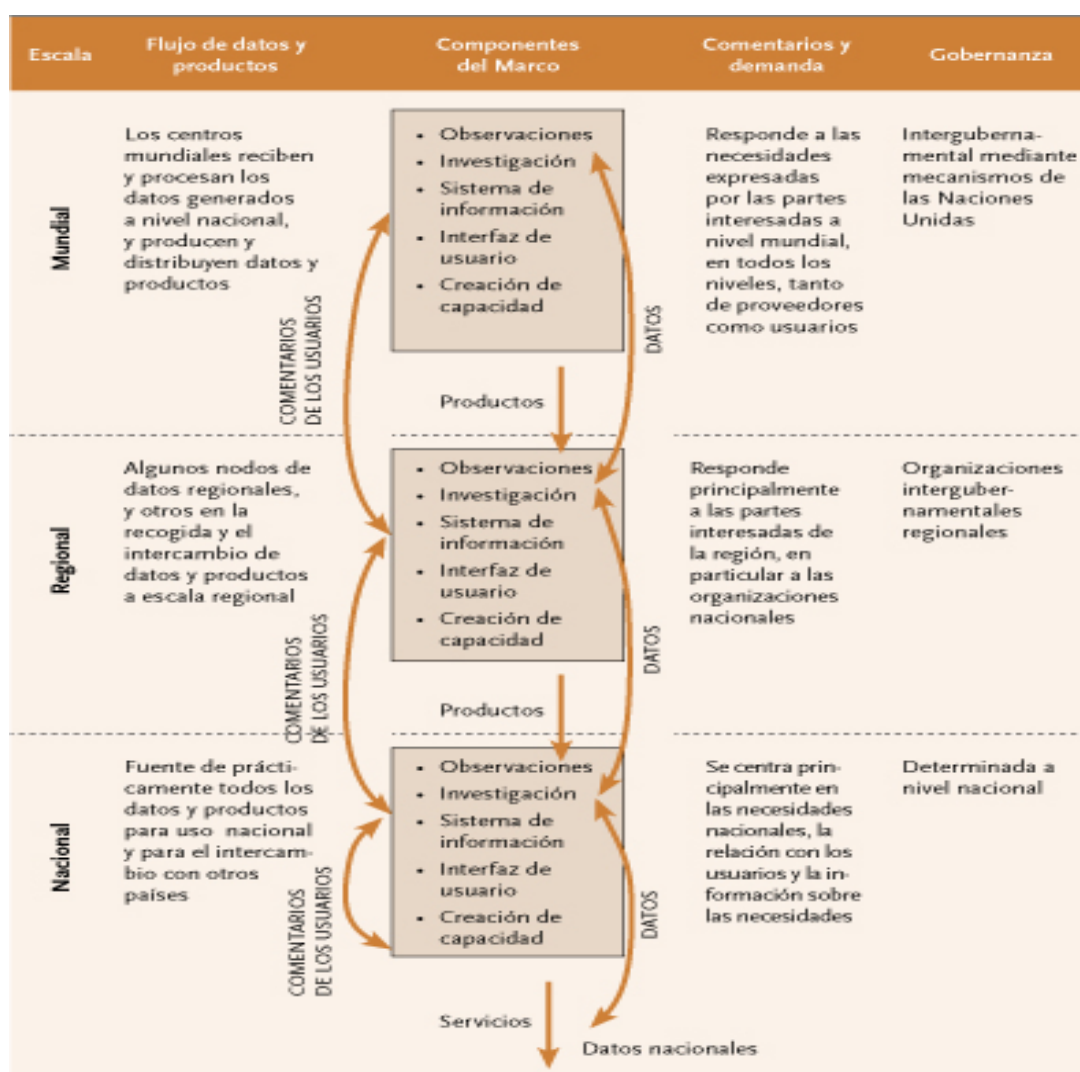 Escala
Flujo de datos y
productos
Componentes
del Marco
Comentarios y
demanda
Gobernanza
Mundial
Los centros
mundiales reciben
y procesan los
datos generados
a nivel nacional,
y producen y
distribuyen datos y
productos
COMENTARIOS
DE LOS USUARIOS
• Observaciones
• Investigación
• Sistema de
información
• Interfaz de
usuario
• Creación de
capacidad
DATOS
Productos
Responde a las
necesidades
expresadas
por las partes
interesadas a
nivel mundial,
en todos los
niveles, tanto
de proveedores
como usuarios
Interguberna-
mental mediante
mecanismos de
las Naciones
Unidas
Regional
Algunos nodos de
datos regionales,
y otros en la
recogida y el
intercambio de
datos y productos
a escala regional
COMENTARIOS
DE LOS USUARIOS
• Observaciones
• Investigación
• Sistema de
información
• Interfaz de
usuario
• Creación de
capacidad
DATOS
Productos
Responde
principalmente
a las partes
interesadas de
la región, en
particular a las
organizaciones
nacionales
Organizaciones
interguber-
namentales
regionales
Nacional
Fuente de prácti-
camente todos los
datos y productos
para uso nacional
y para el intercam-
bio con otros
países
COMENTARIOS
DE LOS USUARIOS
• Observaciones
• Investigación
• Sistema de
información
• Interfaz de
usuario
• Creación de
capacidad
DATOS
Servicios
Datos nacionales
Se centra prin-
cipalmente en
las necesidades
nacionales, la
relación con los
usuarios y la in-
formación sobre
las necesidades
Determinada a
nivel nacional